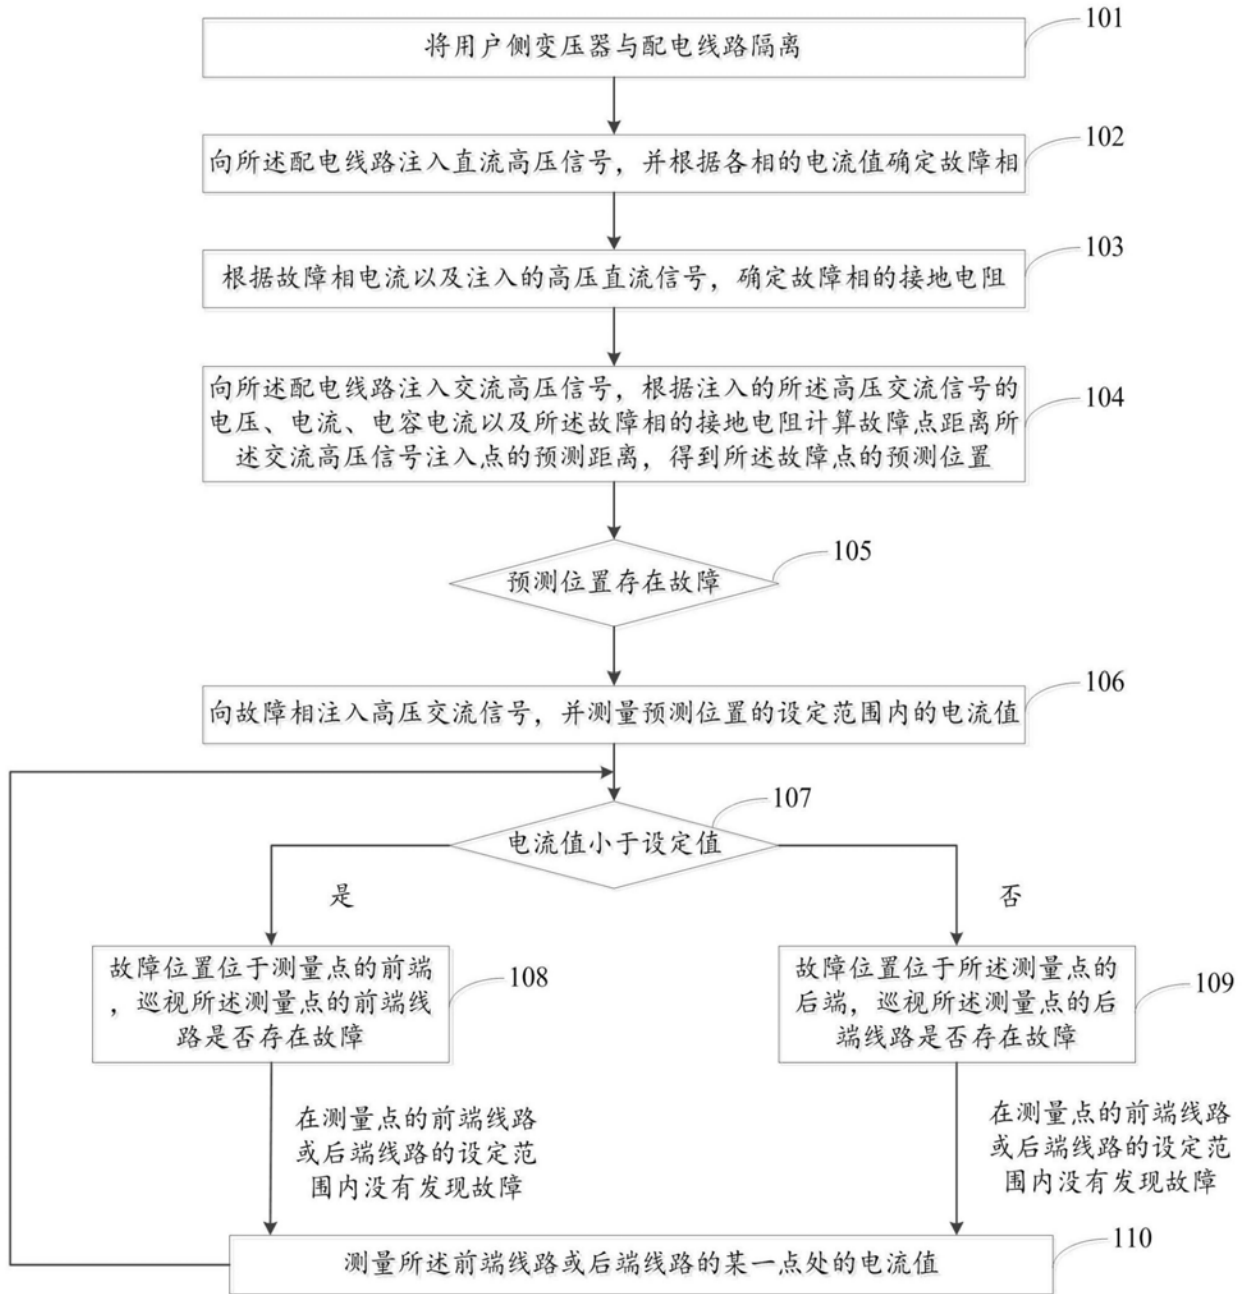 101
将用户侧变压器与配电线路隔离
102
向所述配电线路注入直流高压信号，并根据各相的电流值确定故障相
103
根据故障相电流以及注入的高压直流信号，确定故障相的接地电阻
向所述配电线路注入交流高压信号，根据注入的所述高压交流信号的
电压、电流、电容电流以及所述故障相的接地电阻计算故障点距离所
述交流高压信号注入点的预测距离，得到所述故障点的预测位置
104
105
预测位置存在故障
106
向故障相注入高压交流信号，并测量预测位置的设定范围内的电流值
107
电流值小于设定值
是
否
故障位置位于测量点的前端
，巡视所述测量点的前端线
路是否存在故障
108
故障位置位于所述测量点的
后端，巡视所述测量点的后
端线路是否存在故障
109
在测量点的前端线路
或后端线路的设定范
围内没有发现故障
在测量点的前端线路
或后端线路的设定范
围内没有发现故障
测量所述前端线路或后端线路的某一点处的电流值
110